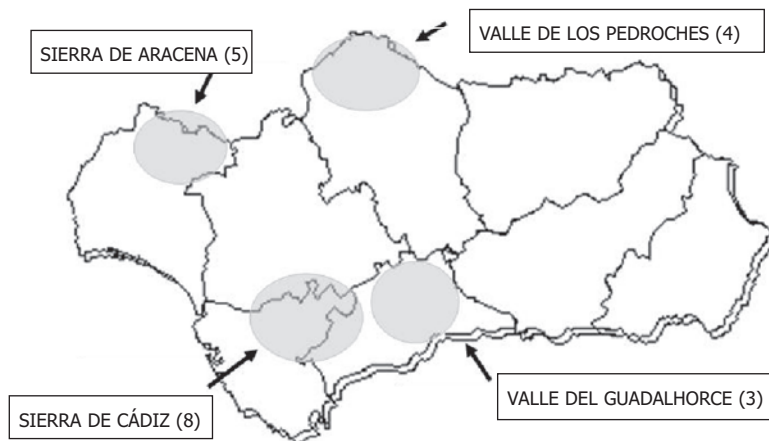 VALLE DE LOS PEDROCHES (4)
SIERRA DE ARACENA (5)
VALLE DEL GUADALHORCE (3)
SIERRA DE CÁDIZ (8)